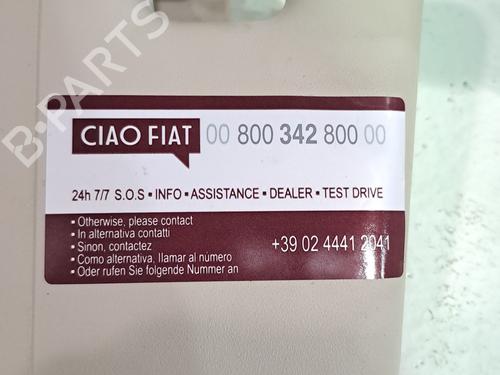 B-PARTS
CIAO FIAT 00 800 342 800 00
24h 7/7 S.O.S ▪ INFO ▪ ASSISTANCE ▪ DEALER ▪ TEST DRIVE
▪ Otherwise, please contact
▪ In alternativa contatti
▪ Sinon, contactez
▪ Como alternativa, llamar al número
▪ Oder rufen Sie folgende Nummer an
+39 02 4441 2041